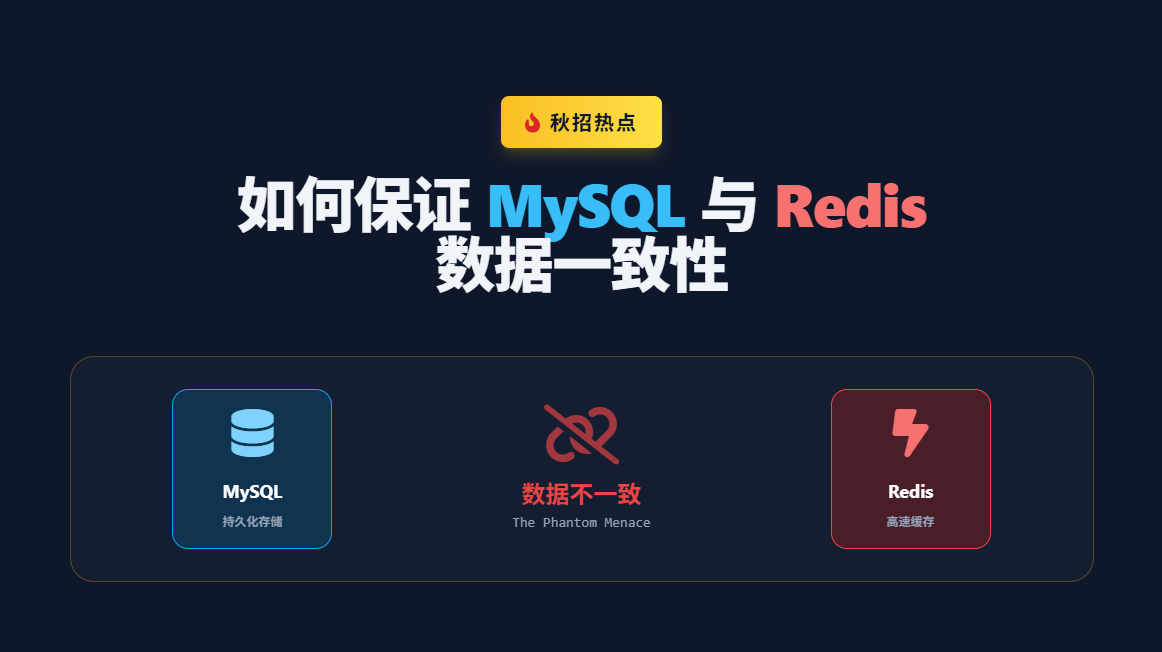 秋招热点
如何保证 MySQL 与 Redis
数据一致性
MySQL
持久化存储
数据不一致
The Phantom Menace
Redis
高速缓存